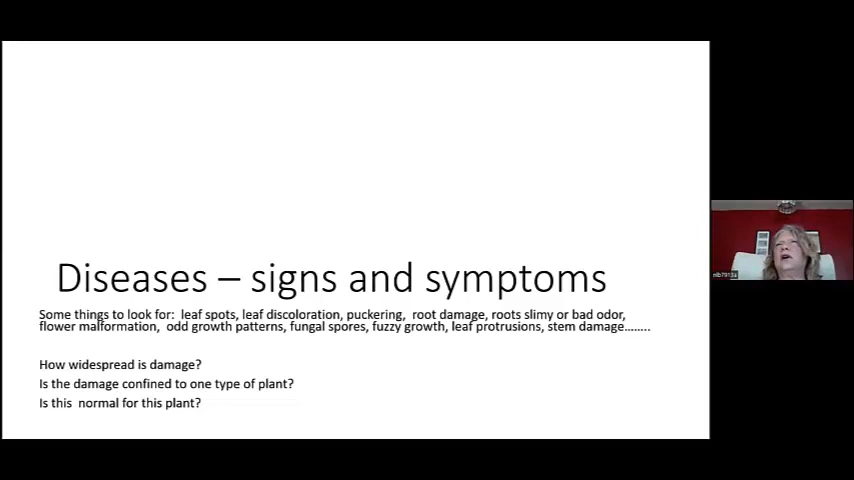 Diseases – signs and symptoms
Some things to look for:  leaf spots, leaf discoloration, puckering,  root damage, roots slimy or bad odor,
flower malformation,  odd growth patterns, fungal spores, fuzzy growth, leaf protrusions, stem damage……..
How widespread is damage?
Is the damage confined to one type of plant?
Is this  normal for this plant?